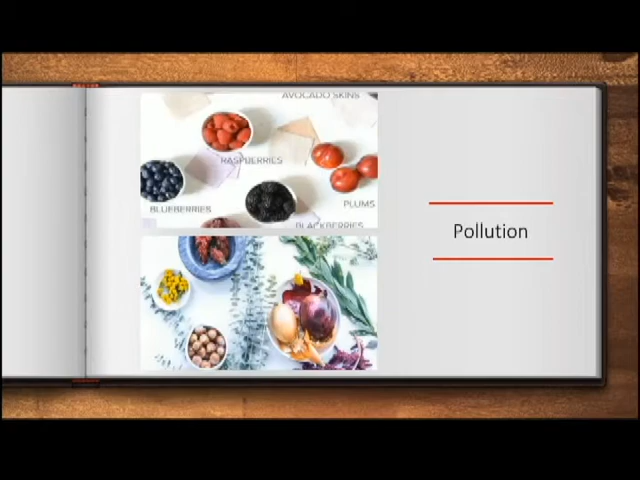 AVOCADO SKINS
RASPBERRIES
BLUEBERRIES
PLUMS
BLACKBERRIES
Pollution